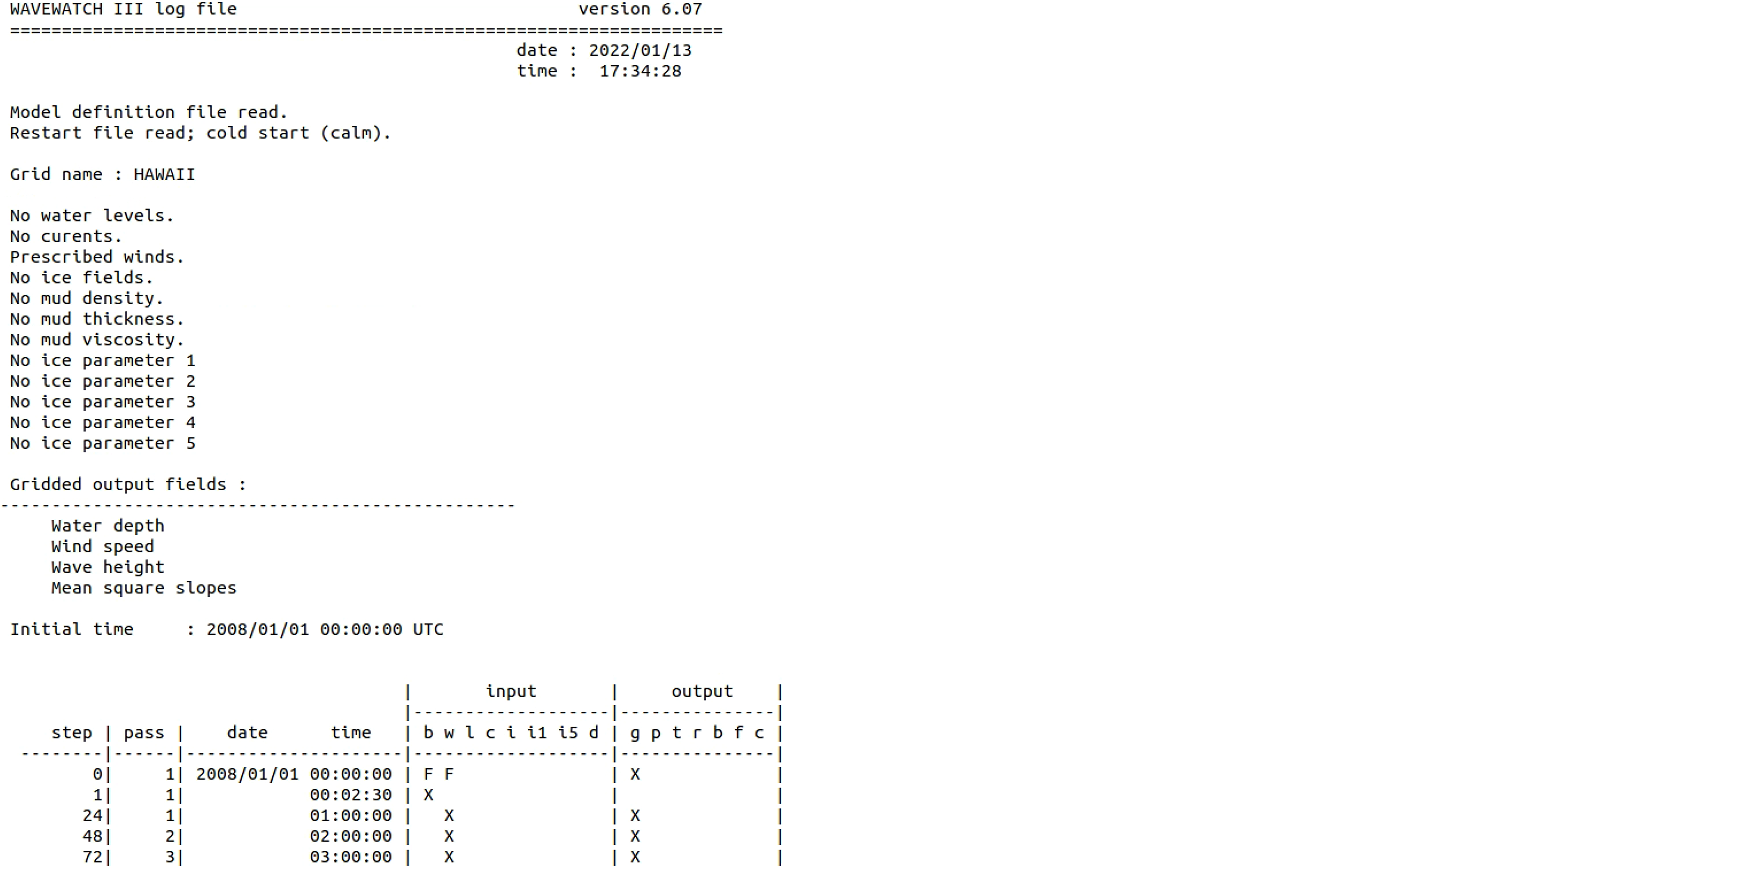 WAVEWATCH III log file                                 version 6.07
=====================================================================
                                                 date : 2022/01/13
                                                 time :  17:34:28

Model definition file read.
Restart file read; cold start (calm).

Grid name : HAWAII

No water levels.
No curents.
Prescribed winds.
No ice fields.
No mud density.
No mud thickness.
No mud viscosity.
No ice parameter 1
No ice parameter 2
No ice parameter 3
No ice parameter 4
No ice parameter 5

Gridded output fields :
--------------------------------------------------
    Water depth
    Wind speed
    Wave height
    Mean square slopes

Initial time     : 2008/01/01 00:00:00 UTC

                                      |       input       |     output    |
                                      |-------------------|---------------|
    step | pass |    date      time   | b w l c i i1 i5 d | g p t r b f c |
 --------|------|---------------------|-------------------|---------------|
        0|     1| 2008/01/01 00:00:00 | F F               | X             |
        1|     1|            00:02:30 | X                 |               |
       24|     1|            01:00:00 |   X               | X             |
       48|     2|            02:00:00 |   X               | X             |
       72|     3|            03:00:00 |   X               | X             |